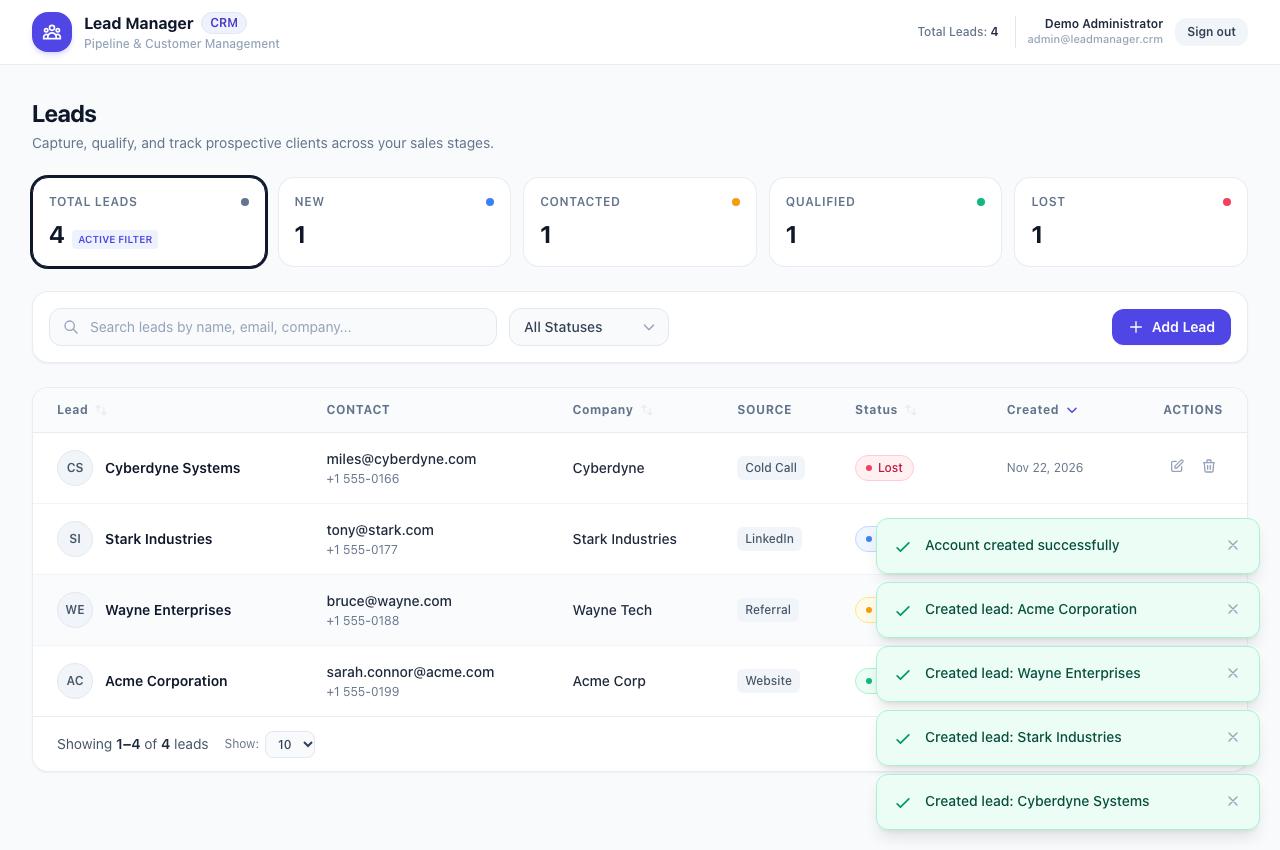 Lead Manager CRM
Pipeline & Customer Management
Total Leads: 4
Demo Administrator
admin@leadmanager.crm
Sign out
Leads
Capture, qualify, and track prospective clients across your sales stages.
TOTAL LEADS
4 ACTIVE FILTER
NEW
1
CONTACTED
1
QUALIFIED
1
LOST
1
Search leads by name, email, company...
All Statuses
Add Lead
Lead CONTACT Company SOURCE Status Created ACTIONS
CS Cyberdyne Systems miles@cyberdyne.com Cyberdyne Cold Call Lost Nov 22, 2026
+1 555-0166
SI Stark Industries tony@stark.com Stark Industries LinkedIn
+1 555-0177
WE Wayne Enterprises bruce@wayne.com Wayne Tech Referral
+1 555-0188
AC Acme Corporation sarah.connor@acme.com Acme Corp Website
+1 555-0199
Showing 1–4 of 4 leads Show: 10
Account created successfully
Created lead: Acme Corporation
Created lead: Wayne Enterprises
Created lead: Stark Industries
Created lead: Cyberdyne Systems